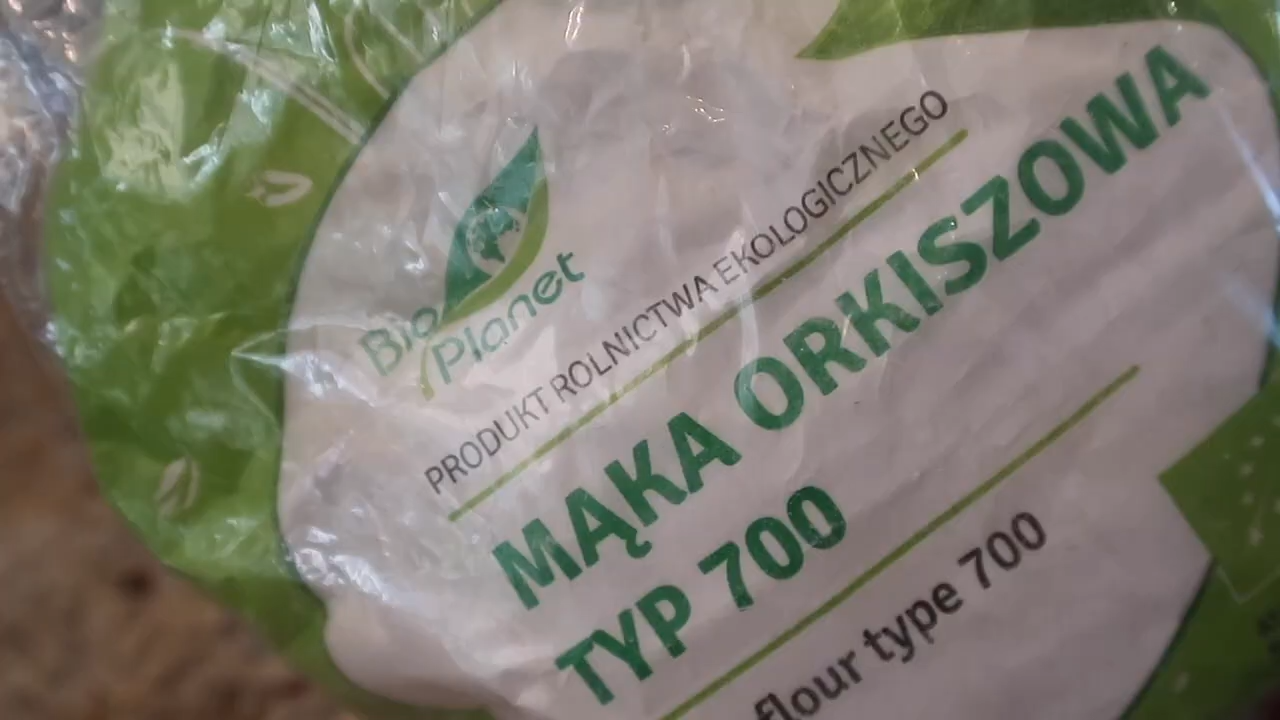 Bio
Planet
PRODUKT ROLNICTWA EKOLOGICZNEGO
MĄKA ORKISZOWA
TYP 700
flour type 700